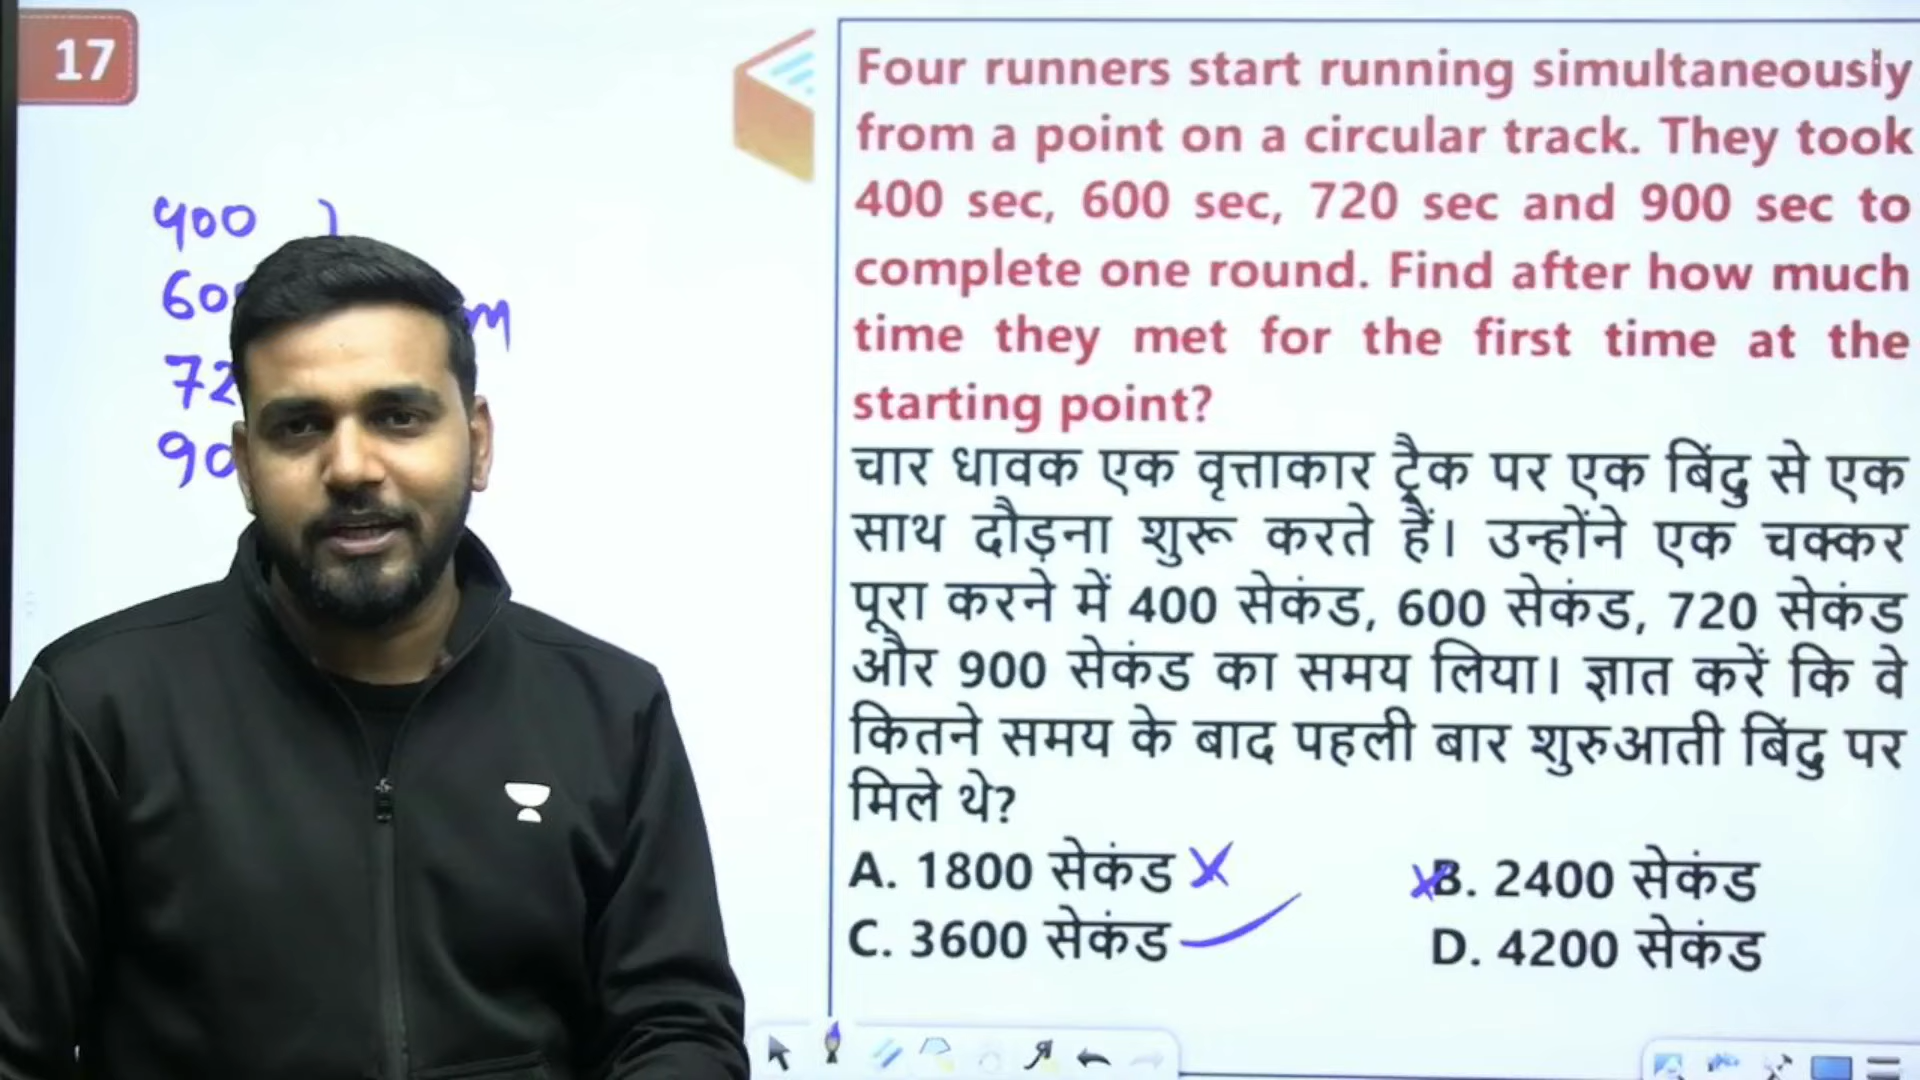 17
Four runners start running simultaneously
from a point on a circular track. They took
400 sec, 600 sec, 720 sec and 900 sec to
complete one round. Find after how much
time they met for the first time at the
starting point?
चार धावक एक वृत्ताकार ट्रैक पर एक बिंदु से एक
साथ दौड़ना शुरू करते हैं। उन्होंने एक चक्कर
पूरा करने में 400 सेकंड, 600 सेकंड, 720 सेकंड
और 900 सेकंड का समय लिया। ज्ञात करें कि वे
कितने समय के बाद पहली बार शुरुआती बिंदु पर
मिले थे?
A. 1800 सेकंड
B. 2400 सेकंड
C. 3600 सेकंड
D. 4200 सेकंड
400